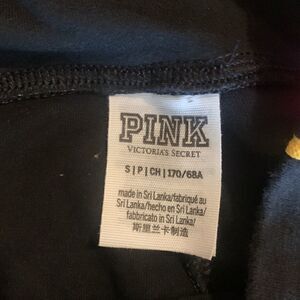 PINK
VICTORIA'S SECRET
S | P | CH | 170/68A
made in Sri Lanka/fabriqué au
Sri Lanka/hecho en Sri Lanka/
fabbricato in Sri Lanka/
斯里兰卡制造